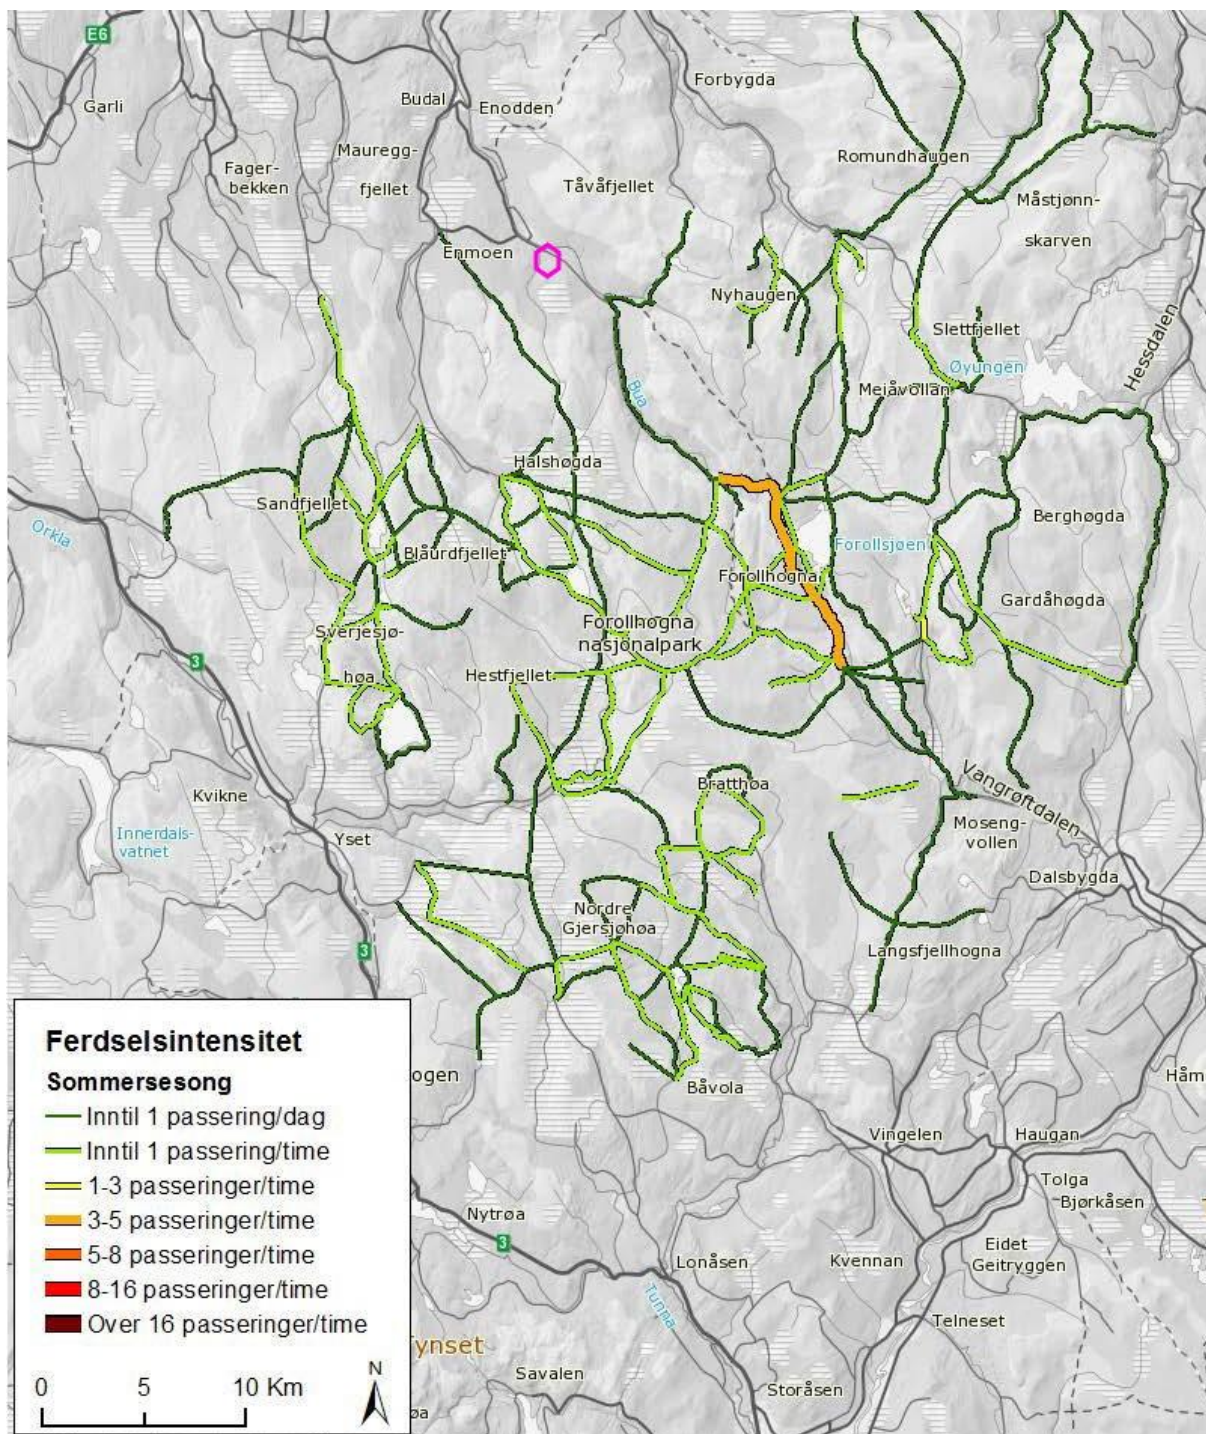 E6
Garli
Budal
Enodden
Forbygda
Mauregg-
fjellet
Fager-
bekken
Tåvåfjellet
Romundhaugen
Måstjønn-
skarven
Enmoen
Nyhaugen
Slettfjellet
Øyungen
Hessdalen
Bua
Meiåvollan
Halshøgda
Sandfjellet
Orkla
Blåurdfjellet
Berghøgda
Forollsjøen
Forollhogna
Gardåhøgda
Forollhogna
nasjonalpark
Sverjesjø-
høa
3
Hestfjellet
Bratthøa
Vangrøftdalen
Kvikne
Innerdals-
vatnet
Yset
Moseng-
vollen
Dalsbygda
Nordre
Gjersjøhøa
3
Langsfjellhogna
Ferdselsintensitet
Sommersesong
Inntil 1 passering/dag
Inntil 1 passering/time
1-3 passeringer/time
3-5 passeringer/time
5-8 passeringer/time
8-16 passeringer/time
Over 16 passeringer/time
0 5 10 Km
N
ogen
Båvola
Håm
Vingelen
Haugan
Tolga
Bjørkåsen
Nytrøa
3
Lonåsen
Kvennan
Eidet
Geitryggen
Tunna
Telneset
ynset
Savalen
Storåsen
øa